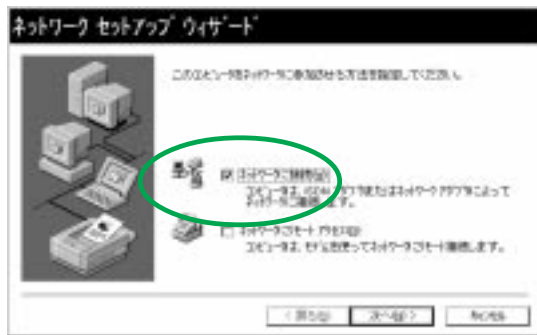 ネットワーク セットアップ ウィザード
このコンピュータをネットワークに参加させる方法を指定してください。
ネットワークに接続(W)
コンピュータは、ISDN アダプタまたはネットワーク アダプタによって
ネットワークに接続します。
ネットワークにリモート アクセス(R)
コンピュータは、モデムを使ってネットワークにリモート接続します。
< 戻る(B)
次へ(N) >
キャンセル